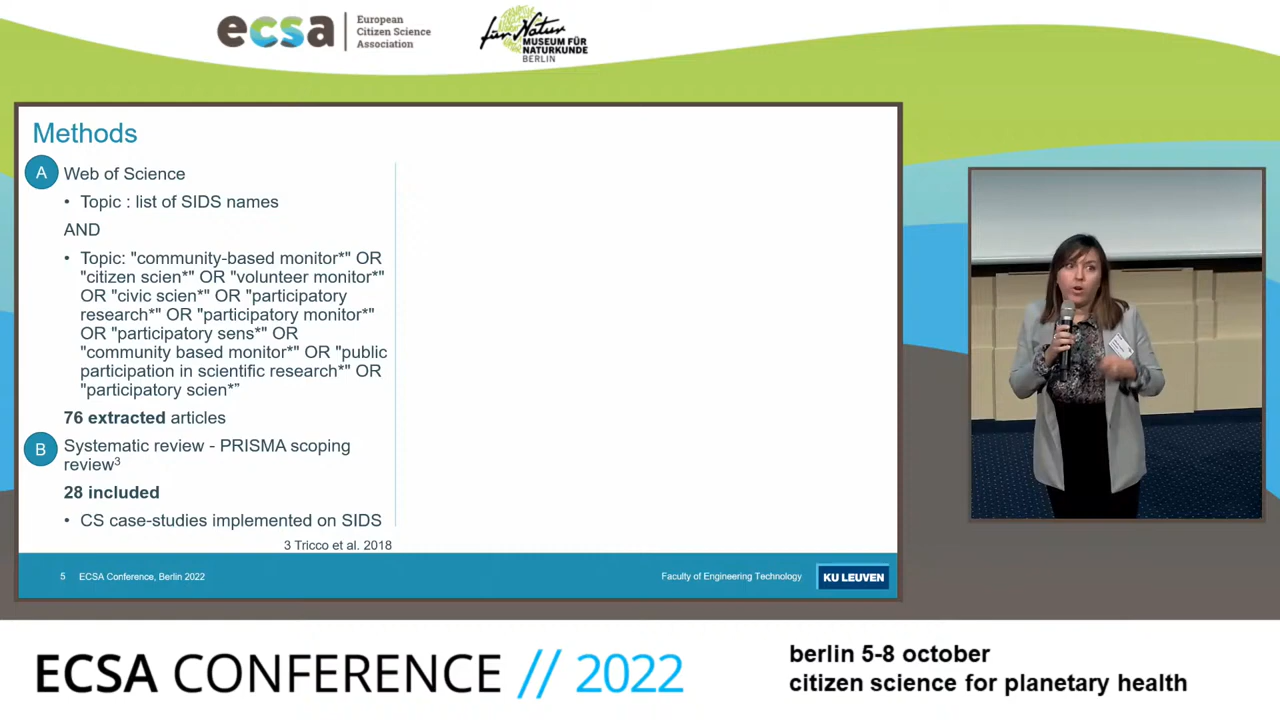 ecsa
European
Citizen Science
Association
für Natur
MUSEUM FÜR
NATURKUNDE
BERLIN
Methods
A
Web of Science
• Topic : list of SIDS names
AND
• Topic: "community-based monitor*" OR
"citizen scien*" OR "volunteer monitor*"
OR "civic scien*" OR "participatory
research*" OR "participatory monitor*"
OR "participatory sens*" OR
"community based monitor*" OR "public
participation in scientific research*" OR
"participatory scien*”
76 extracted articles
B
Systematic review - PRISMA scoping
review³
28 included
• CS case-studies implemented on SIDS
3 Tricco et al. 2018
5 ECSA Conference, Berlin 2022
Faculty of Engineering Technology
KU LEUVEN
ECSA CONFERENCE // 2022
berlin 5-8 october
citizen science for planetary health